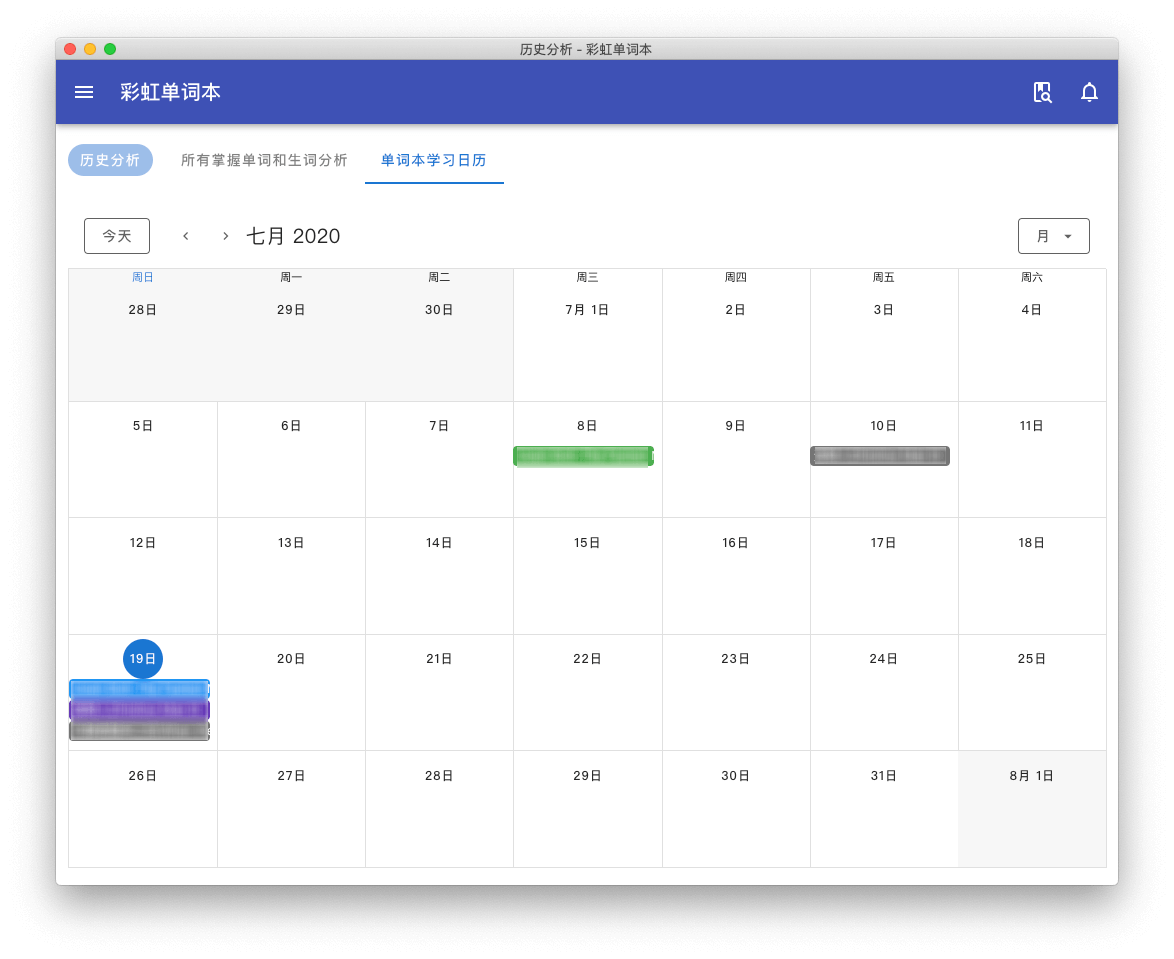 历史分析 - 彩虹单词本
彩虹单词本
历史分析 所有掌握单词和生词分析 单词本学习日历
今天 七月 2020 月
周日 周一 周二 周三 周四 周五 周六
28日 29日 30日 7月 1日 2日 3日 4日
5日 6日 7日 8日 9日 10日 11日
12日 13日 14日 15日 16日 17日 18日
19日 20日 21日 22日 23日 24日 25日
26日 27日 28日 29日 30日 31日 8月 1日